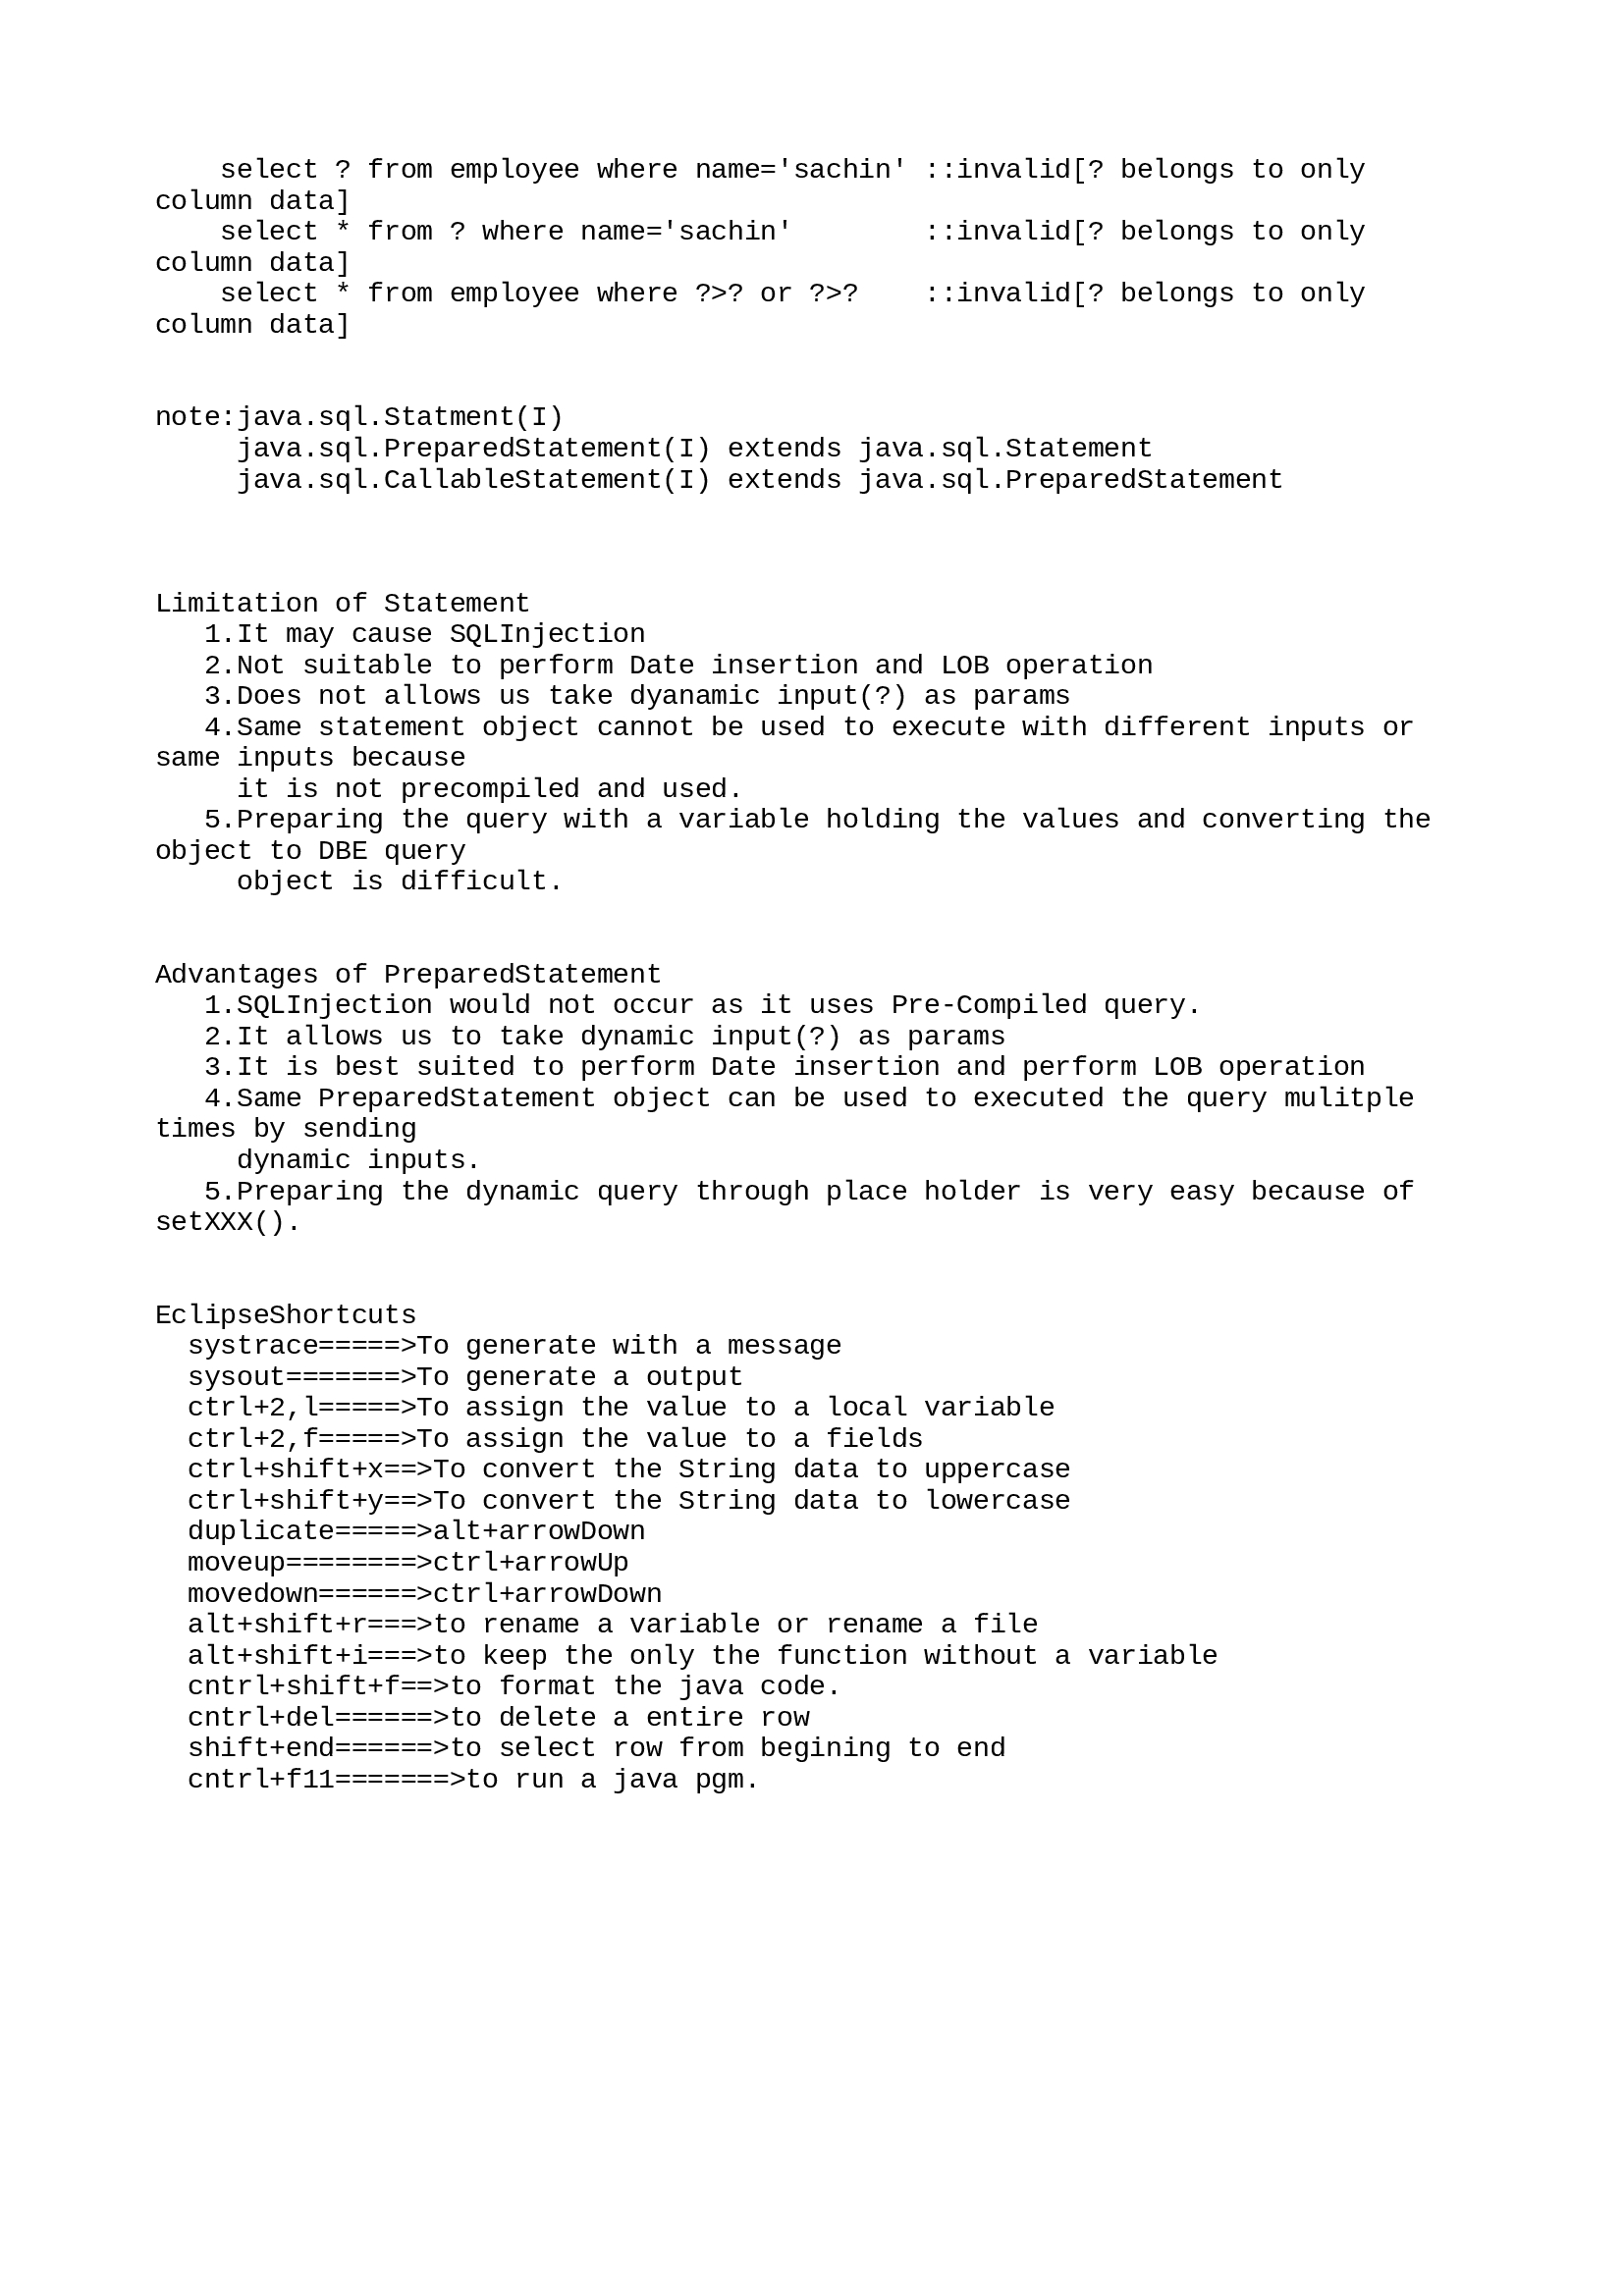 select ? from employee where name='sachin' ::invalid[? belongs to only
column data]
    select * from ? where name='sachin'        ::invalid[? belongs to only
column data]
    select * from employee where ?>? or ?>?    ::invalid[? belongs to only
column data]
note:java.sql.Statment(I)
     java.sql.PreparedStatement(I) extends java.sql.Statement
     java.sql.CallableStatement(I) extends java.sql.PreparedStatement
Limitation of Statement
   1.It may cause SQLInjection
   2.Not suitable to perform Date insertion and LOB operation
   3.Does not allows us take dyanamic input(?) as params
   4.Same statement object cannot be used to execute with different inputs or
same inputs because
     it is not precompiled and used.
   5.Preparing the query with a variable holding the values and converting the
object to DBE query
     object is difficult.
Advantages of PreparedStatement
   1.SQLInjection would not occur as it uses Pre-Compiled query.
   2.It allows us to take dynamic input(?) as params
   3.It is best suited to perform Date insertion and perform LOB operation
   4.Same PreparedStatement object can be used to executed the query mulitple
times by sending
     dynamic inputs.
   5.Preparing the dynamic query through place holder is very easy because of
setXXX().
EclipseShortcuts
  systrace=====>To generate with a message
  sysout=======>To generate a output
  ctrl+2,l=====>To assign the value to a local variable
  ctrl+2,f=====>To assign the value to a fields
  ctrl+shift+x==>To convert the String data to uppercase
  ctrl+shift+y==>To convert the String data to lowercase
  duplicate=====>alt+arrowDown
  moveup========>ctrl+arrowUp
  movedown======>ctrl+arrowDown
  alt+shift+r===>to rename a variable or rename a file
  alt+shift+i===>to keep the only the function without a variable
  cntrl+shift+f==>to format the java code.
  cntrl+del======>to delete a entire row
  shift+end======>to select row from begining to end
  cntrl+f11=======>to run a java pgm.